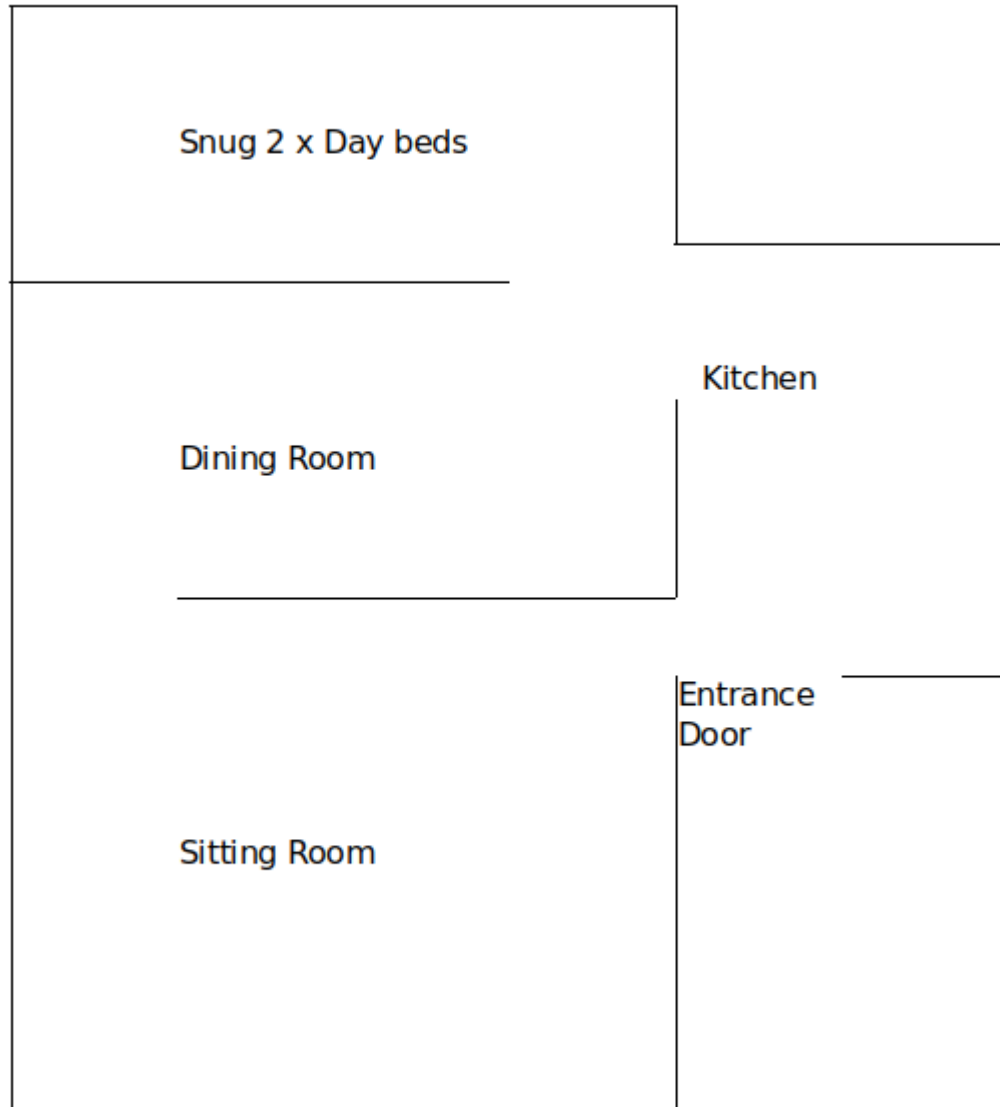 Snug 2 x Day beds
Kitchen
Dining Room
Entrance
Door
Sitting Room